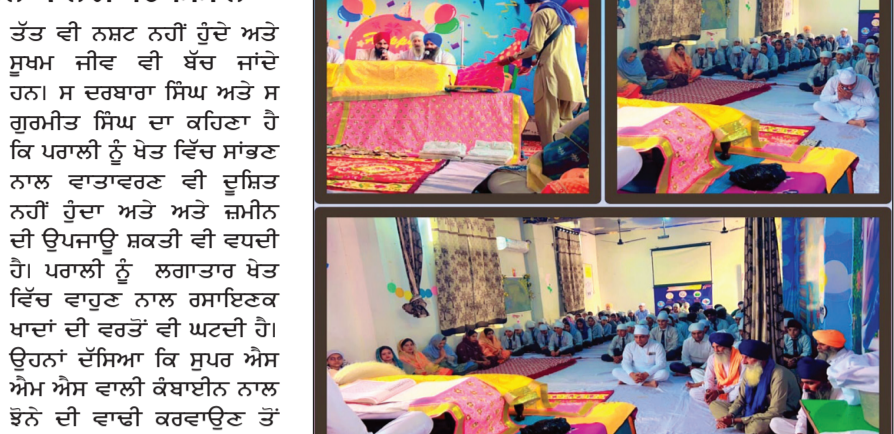 ਤੱਤ ਵੀ ਨਸ਼ਟ ਨਹੀਂ ਹੁੰਦੇ ਅਤੇ
ਸੂਖਮ ਜੀਵ ਵੀ ਬੱਚ ਜਾਂਦੇ
ਹਨ। ਸ ਦਰਬਾਰਾ ਸਿੰਘ ਅਤੇ ਸ
ਗੁਰਮੀਤ ਸਿੰਘ ਦਾ ਕਹਿਣਾ ਹੈ
ਕਿ ਪਰਾਲੀ ਨੂੰ ਖੇਤ ਵਿੱਚ ਸਾਂਭਣ
ਨਾਲ ਵਾਤਾਵਰਣ ਵੀ ਦੂਸ਼ਿਤ
ਨਹੀਂ ਹੁੰਦਾ ਅਤੇ ਅਤੇ ਜ਼ਮੀਨ
ਦੀ ਉਪਜਾਊ ਸ਼ਕਤੀ ਵੀ ਵਧਦੀ
ਹੈ। ਪਰਾਲੀ ਨੂੰ ਲਗਾਤਾਰ ਖੇਤ
ਵਿੱਚ ਵਾਹੁਣ ਨਾਲ ਰਸਾਇਣਕ
ਖਾਦਾਂ ਦੀ ਵਰਤੋਂ ਵੀ ਘਟਦੀ ਹੈ।
ਉਹਨਾਂ ਦੱਸਿਆ ਕਿ ਸੁਪਰ ਐਸ
ਐਮ ਐਸ ਵਾਲੀ ਕੰਬਾਈਨ ਨਾਲ
ਝੋਨੇ ਦੀ ਵਾਢੀ ਕਰਵਾਉਣ ਤੋਂ